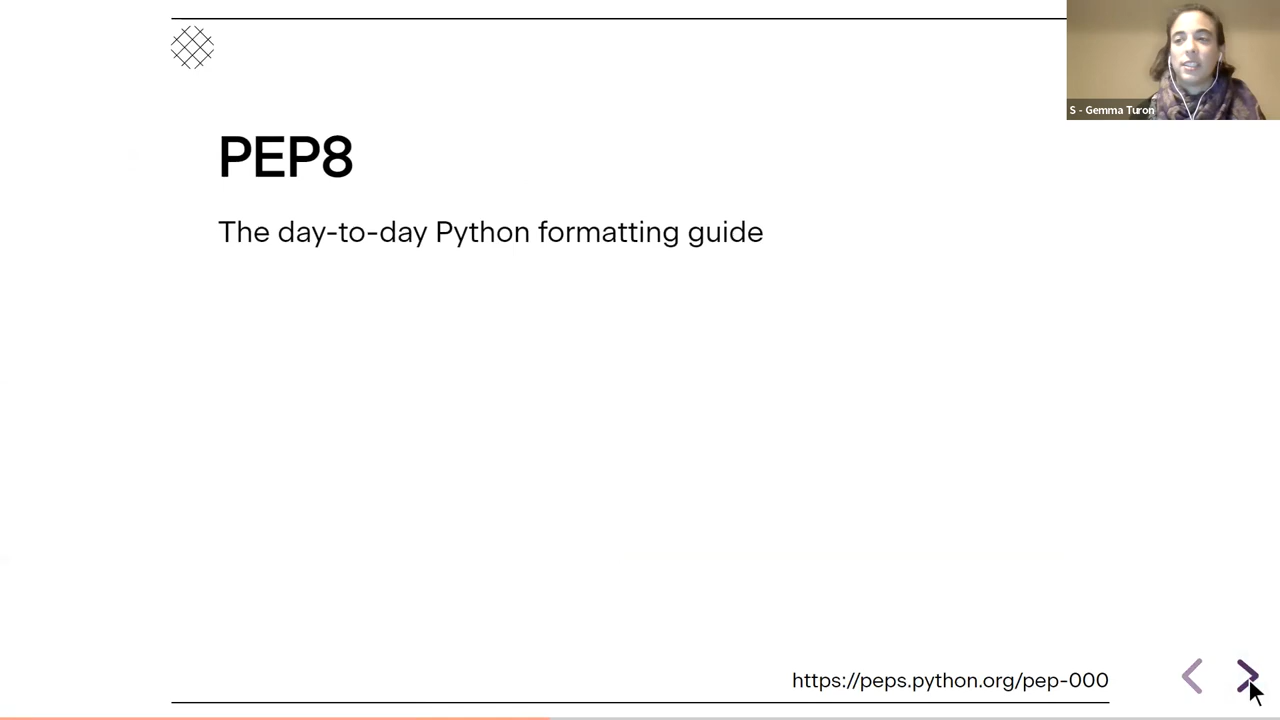 S - Gemma Turon
PEP8
The day-to-day Python formatting guide
https://peps.python.org/pep-000